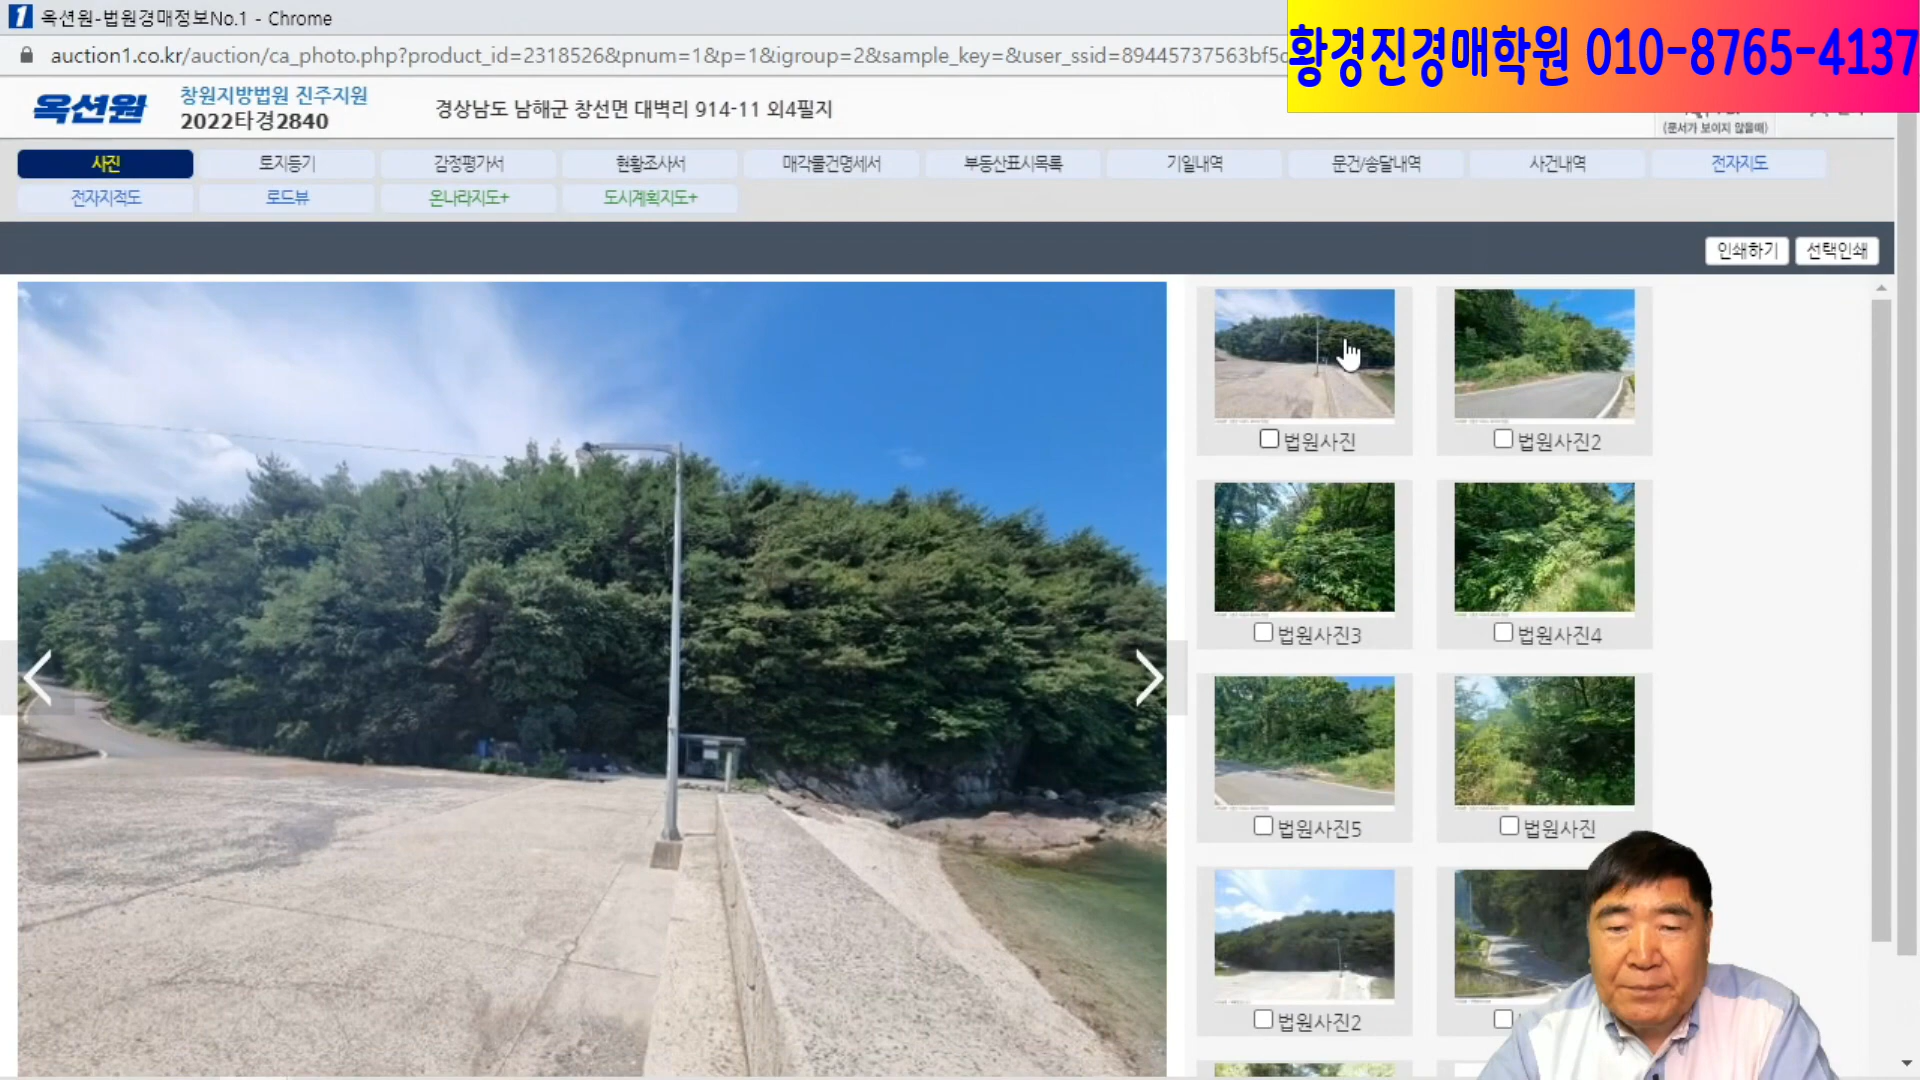 옥션원-법원경매정보No.1 - Chrome
auction1.co.kr/auction/ca_photo.php?product_id=2318526&pnum=1&p=1&igroup=2&sample_key=&user_ssid=89445737563bf5c
황경진경매학원 010-8765-4137
옥션원
창원지방법원 진주지원
2022타경2840
경상남도 남해군 창선면 대벽리 914-11 외4필지
(문서가 보이지 않을때)
사진 토지등기 감정평가서 현황조사서 매각물건명세서 부동산표시목록 기일내역 문건/송달내역 사건내역 전자지도
전자지적도 로드뷰 온나라지도+ 도시계획지도+
인쇄하기 선택인쇄
법원사진 법원사진2
법원사진3 법원사진4
법원사진5 법원사진
법원사진2